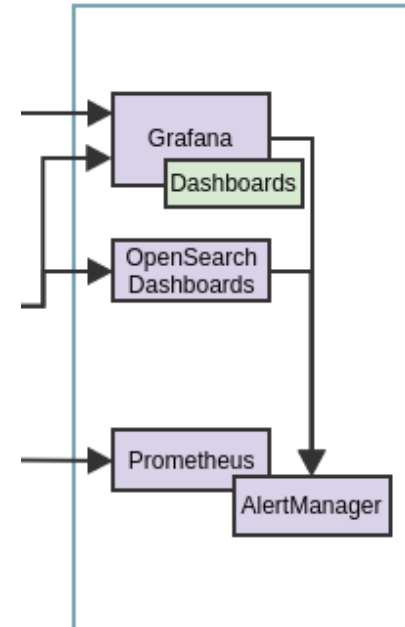 Grafana
Dashboards
OpenSearch
Dashboards
Prometheus
AlertManager